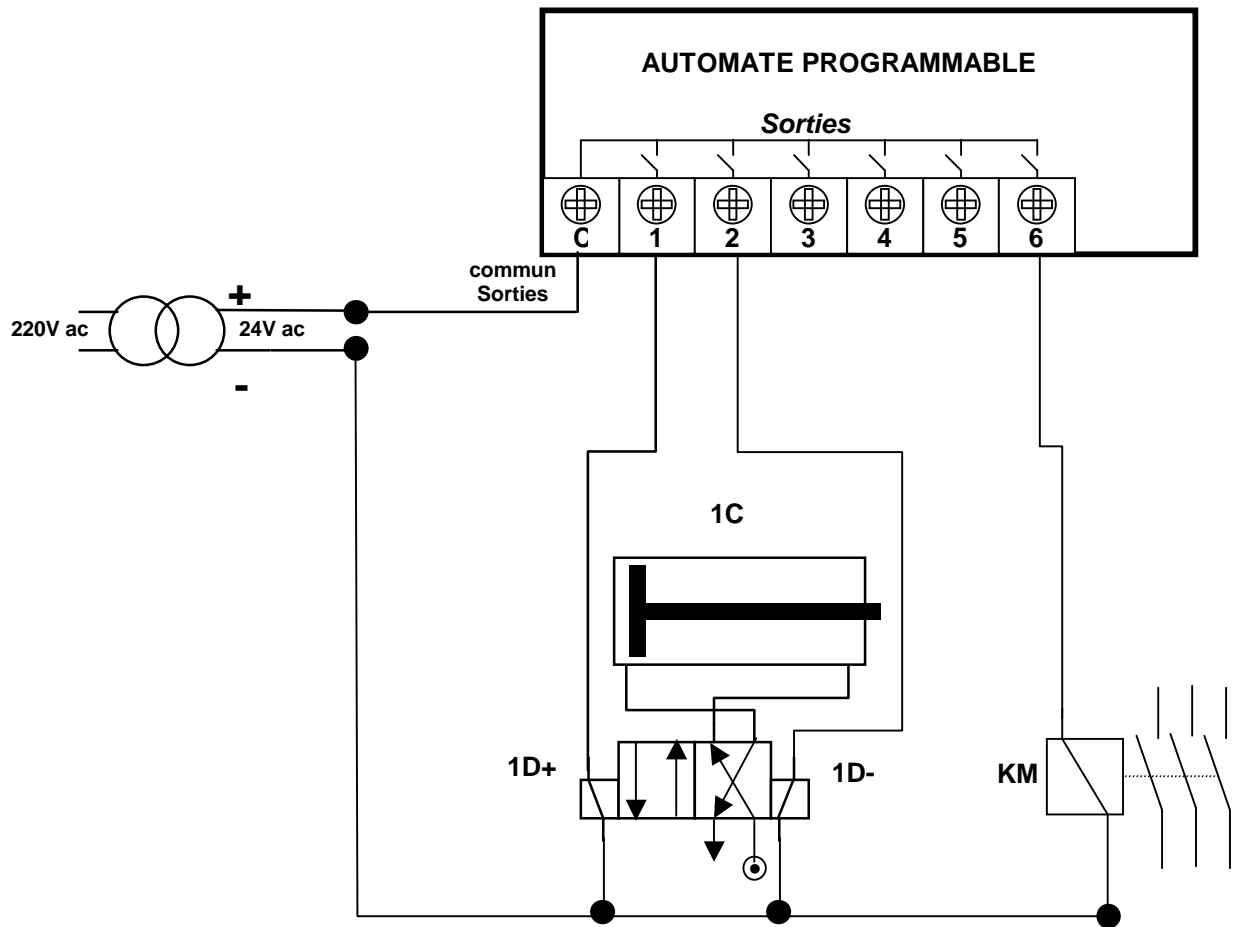 AUTOMATE PROGRAMMABLE
Sorties
C 1 2 3 4 5 6
commun
Sorties
+
220V ac 24V ac
-
1C
1D+ 1D- KM